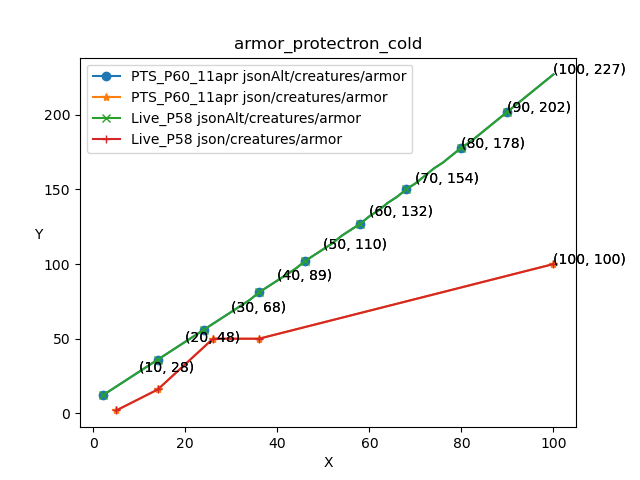 armor_protectron_cold
PTS_P60_11apr jsonAlt/creatures/armor
PTS_P60_11apr json/creatures/armor
Live_P58 jsonAlt/creatures/armor
Live_P58 json/creatures/armor
(100, 227)
(90, 202)
(80, 178)
(70, 154)
(60, 132)
(50, 110)
(40, 89)
(30, 68)
(20, 48)
(10, 28)
(100, 100)
Y
200
150
100
50
0
0 20 40 60 80 100
X